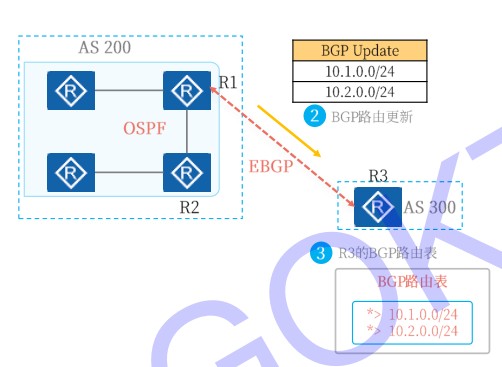 AS 200
R
R
R1
OSPF
R
R
R2
EBGP
BGP Update
10.1.0.0/24
10.2.0.0/24
2 BGP路由更新
R3
R
AS 300
3 R3的BGP路由表
BGP路由表
*> 10.1.0.0/24
*> 10.2.0.0/24